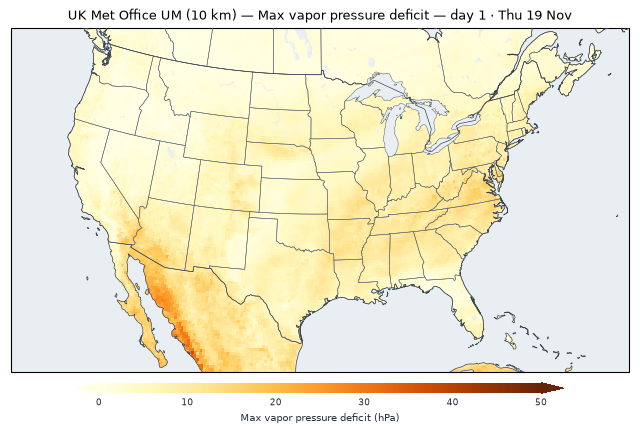 UK Met Office UM (10 km) — Max vapor pressure deficit — day 1 · Thu 19 Nov
0 10 20 30 40 50
Max vapor pressure deficit (hPa)